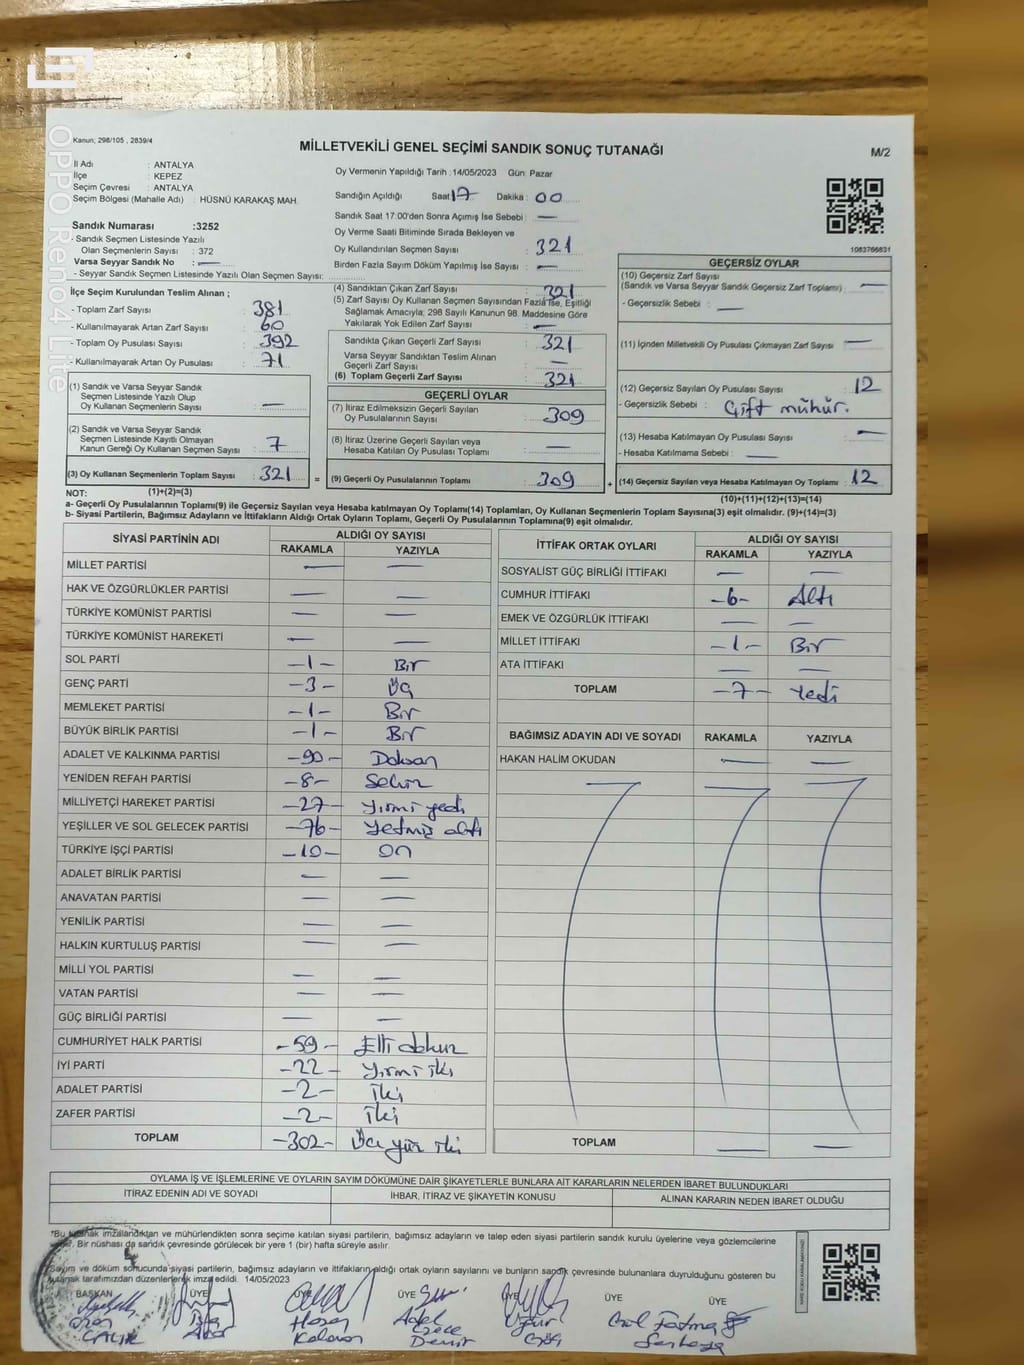 OPPO Reno4 Lite
Kanun; 298/105 , 2839/4
MİLLETVEKİLİ GENEL SEÇİMİ SANDIK SONUÇ TUTANAĞI
M/2
İl Adı : ANTALYA
İlçe : KEPEZ
Seçim Çevresi : ANTALYA
Seçim Bölgesi (Mahalle Adı) : HÜSNÜ KARAKAŞ MAH.
Sandık Numarası :3252
- Sandık Seçmen Listesinde Yazılı
Olan Seçmenlerin Sayısı : 372
Varsa Seyyar Sandık No : —
- Seyyar Sandık Seçmen Listesinde Yazılı Olan Seçmen Sayısı:
Oy Vermenin Yapıldığı Tarih :14/05/2023 Gün: Pazar
Sandığın Açıldığı Saat 17 Dakika : 00
Sandık Saat 17:00'den Sonra Açımış İse Sebebi : —
Oy Verme Saati Bitiminde Sırada Bekleyen ve
Oy Kullandırılan Seçmen Sayısı : 321
Birden Fazla Sayım Döküm Yapılmış İse Sayısı : —
1063766631
İlçe Seçim Kurulundan Teslim Alınan ;
- Toplam Zarf Sayısı : 381
- Kullanılmayarak Artan Zarf Sayısı : 60
- Toplam Oy Pusulası Sayısı : 392
- Kullanılmayarak Artan Oy Pusulası : 71
(1) Sandık ve Varsa Seyyar Sandık
Seçmen Listesinde Yazılı Olup
Oy Kullanan Seçmenlerin Sayısı : —
(2) Sandık ve Varsa Seyyar Sandık
Seçmen Listesinde Kayıtlı Olmayan
Kanun Gereği Oy Kullanan Seçmen Sayısı : 7
(3) Oy Kullanan Seçmenlerin Toplam Sayısı : 321 =
(4) Sandıktan Çıkan Zarf Sayısı : 321
(5) Zarf Sayısı Oy Kullanan Seçmen Sayısından Fazla İse, Eşitliği
Sağlamak Amacıyla; 298 Sayılı Kanunun 98. Maddesine Göre
Yakılarak Yok Edilen Zarf Sayısı : —
Sandıkta Çıkan Geçerli Zarf Sayısı : 321
Varsa Seyyar Sandıktan Teslim Alınan
Geçerli Zarf Sayısı : —
(6) Toplam Geçerli Zarf Sayısı : 321
GEÇERLİ OYLAR
(7) İtiraz Edilmeksizin Geçerli Sayılan
Oy Pusulalarının Sayısı : 309
(8) İtiraz Üzerine Geçerli Sayılan veya
Hesaba Katılan Oy Pusulası Toplamı : —
(9) Geçerli Oy Pusulalarının Toplamı : 309 +
GEÇERSİZ OYLAR
(10) Geçersiz Zarf Sayısı
(Sandık ve Varsa Seyyar Sandık Geçersiz Zarf Toplamı) : —
- Geçersizlik Sebebi : —
(11) İçinden Milletvekili Oy Pusulası Çıkmayan Zarf Sayısı : —
(12) Geçersiz Sayılan Oy Pusulası Sayısı : 12
- Geçersizlik Sebebi : Çift mühür.
(13) Hesaba Katılmayan Oy Pusulası Sayısı : —
- Hesaba Katılmama Sebebi : —
(14) Geçersiz Sayılan veya Hesaba Katılmayan Oy Toplamı : 12
NOT: (1)+(2)=(3)
(10)+(11)+(12)+(13)=(14)
a- Geçerli Oy Pusulalarının Toplamı(9) ile Geçersiz Sayılan veya Hesaba katılmayan Oy Toplamı(14) Toplamları, Oy Kullanan Seçmenlerin Toplam Sayısına(3) eşit olmalıdır. (9)+(14)=(3)
b- Siyasi Partilerin, Bağımsız Adayların ve İttifakların Aldığı Ortak Oyların Toplamı, Geçerli Oy Pusulalarının Toplamına(9) eşit olmalıdır.
SİYASİ PARTİNİN ADI ALDIĞI OY SAYISI
RAKAMLA YAZIYLA
MİLLET PARTİSİ — —
HAK VE ÖZGÜRLÜKLER PARTİSİ — —
TÜRKİYE KOMÜNİST PARTİSİ — —
TÜRKİYE KOMÜNİST HAREKETİ — —
SOL PARTİ -1- Bir
GENÇ PARTİ -3- Üç
MEMLEKET PARTİSİ -1- Bir
BÜYÜK BİRLİK PARTİSİ -1- Bir
ADALET VE KALKINMA PARTİSİ -90- Doksan
YENİDEN REFAH PARTİSİ -8- Sekiz
MİLLİYETÇİ HAREKET PARTİSİ -27- Yirmi yedi
YEŞİLLER VE SOL GELECEK PARTİSİ -76- Yetmiş altı
TÜRKİYE İŞÇİ PARTİSİ -10- On
ADALET BİRLİK PARTİSİ — —
ANAVATAN PARTİSİ — —
YENİLİK PARTİSİ — —
HALKIN KURTULUŞ PARTİSİ — —
MİLLİ YOL PARTİSİ — —
VATAN PARTİSİ — —
GÜÇ BİRLİĞİ PARTİSİ — —
CUMHURİYET HALK PARTİSİ -59- Elli dokuz
İYİ PARTİ -22- Yirmi iki
ADALET PARTİSİ -2- İki
ZAFER PARTİSİ -2- İki
TOPLAM -302- Üç yüz iki
İTTİFAK ORTAK OYLARI ALDIĞI OY SAYISI
RAKAMLA YAZIYLA
SOSYALİST GÜÇ BİRLİĞİ İTTİFAKI — —
CUMHUR İTTİFAKI -6- Altı
EMEK VE ÖZGÜRLÜK İTTİFAKI — —
MİLLET İTTİFAKI -1- Bir
ATA İTTİFAKI — —
TOPLAM -7- Yedi
BAĞIMSIZ ADAYIN ADI VE SOYADI RAKAMLA YAZIYLA
HAKAN HALİM OKUDAN — —
TOPLAM — —
OYLAMA İŞ VE İŞLEMLERİNE VE OYLARIN SAYIM DÖKÜMÜNE DAİR ŞİKAYETLERLE BUNLARA AİT KARARLARIN NELERDEN İBARET BULUNDUKLARI
İTİRAZ EDENİN ADI VE SOYADI İHBAR, İTİRAZ VE ŞİKAYETİN KONUSU ALINAN KARARIN NEDEN İBARET OLDUĞU
*Bu tutanak imzalandıktan ve mühürlendikten sonra seçime katılan siyasi partilerin, bağımsız adayların ve talep eden siyasi partilerin sandık kurulu üyelerine veya gözlemcilerine
Bir nüshası da sandık çevresinde görülecek bir yere 1 (bir) hafta süreyle asılır.
Sayım ve döküm sonucunda siyasi partilerin, bağımsız adayların ve ittifakların aldığı ortak oyların sayılarını ve bunların sandık çevresinde bulunanlara duyrulduğunu gösteren bu
tutanak tarafımızdan düzenlenerek imza edildi. 14/05/2023
BAŞKAN ÜYE ÜYE ÜYE ÜYE ÜYE ÜYE
ÇALIK
Hasan
Adal Ece Demir
Uğur
Fatma